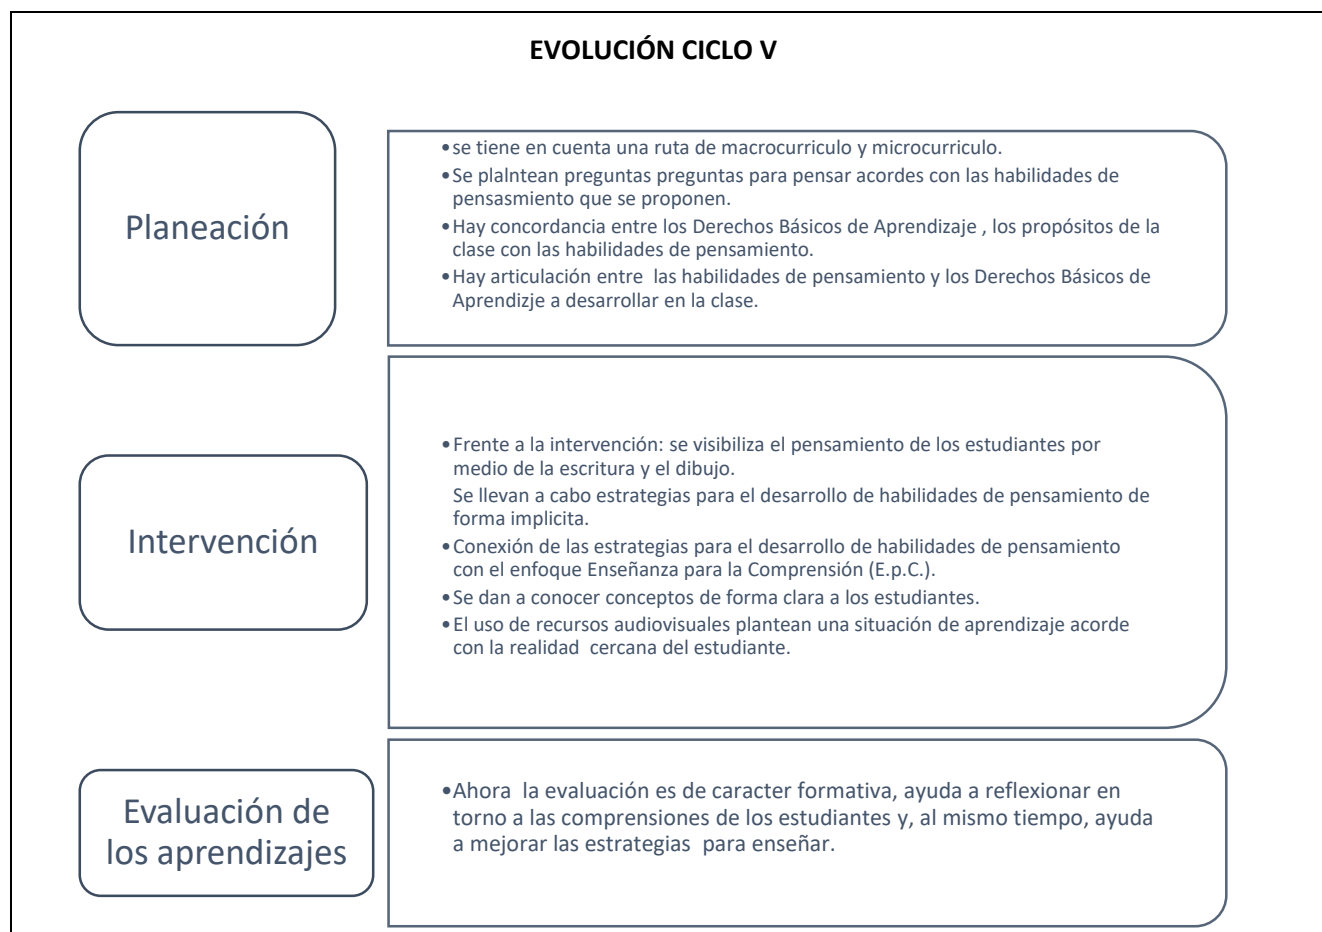 EVOLUCIÓN CICLO V
Planeación
•se tiene en cuenta una ruta de macrocurriculo y microcurriculo.
•Se plalntean preguntas preguntas para pensar acordes con las habilidades de
pensasmiento que se proponen.
•Hay concordancia entre los Derechos Básicos de Aprendizaje , los propósitos de la
clase con las habilidades de pensamiento.
•Hay articulación entre las habilidades de pensamiento y los Derechos Básicos de
Aprendizje a desarrollar en la clase.
Intervención
•Frente a la intervención: se visibiliza el pensamiento de los estudiantes por
medio de la escritura y el dibujo.
Se llevan a cabo estrategias para el desarrollo de habilidades de pensamiento de
forma implicita.
•Conexión de las estrategias para el desarrollo de habilidades de pensamiento
con el enfoque Enseñanza para la Comprensión (E.p.C.).
•Se dan a conocer conceptos de forma clara a los estudiantes.
•El uso de recursos audiovisuales plantean una situación de aprendizaje acorde
con la realidad cercana del estudiante.
Evaluación de
los aprendizajes
•Ahora la evaluación es de caracter formativa, ayuda a reflexionar en
torno a las comprensiones de los estudiantes y, al mismo tiempo, ayuda
a mejorar las estrategias para enseñar.